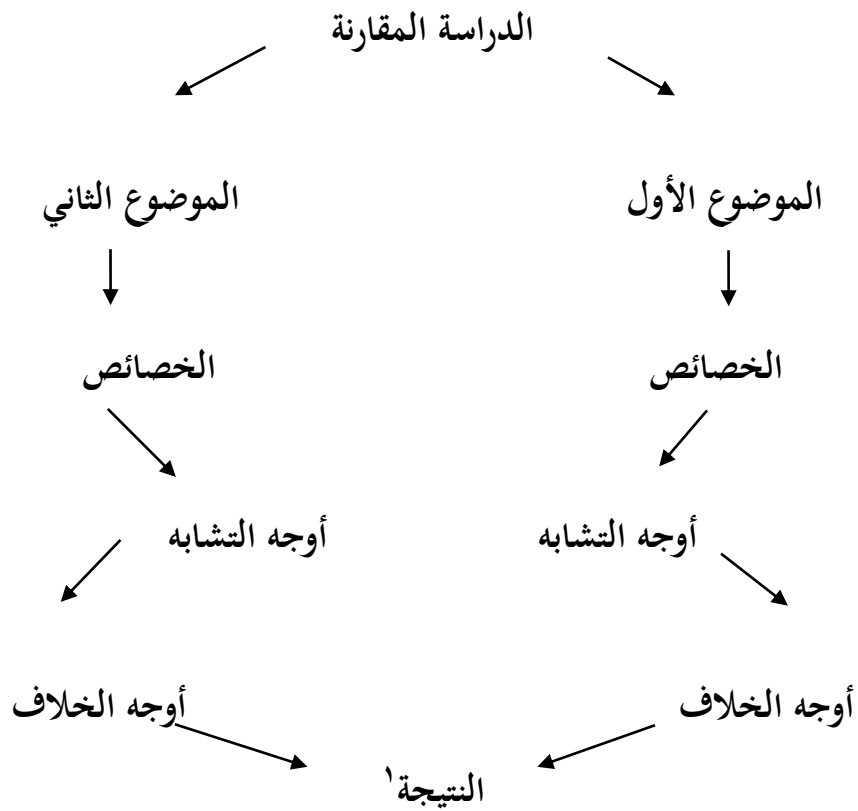 الدراسة المقارنة
الموضوع الأول الموضوع الثاني
الخصائص الخصائص
أوجه التشابه أوجه التشابه
أوجه الخلاف أوجه الخلاف
النتيجة١